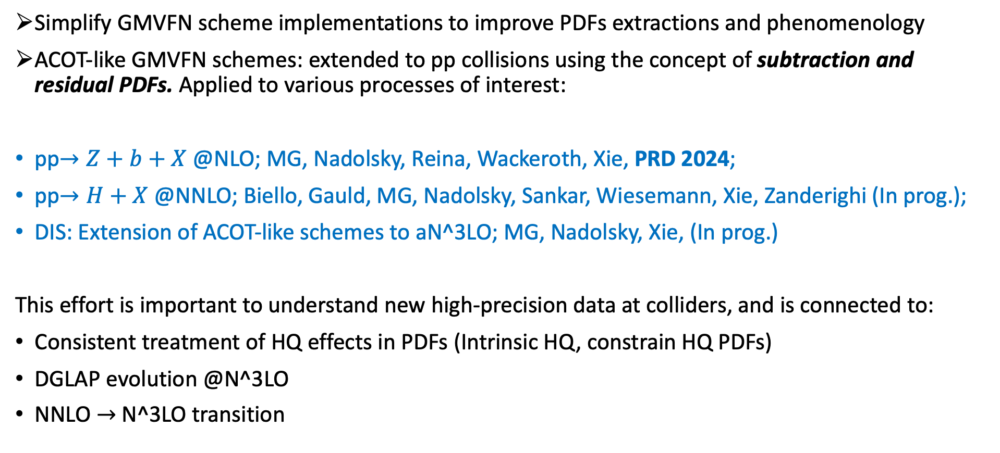 ➢Simplify GMVFN scheme implementations to improve PDFs extractions and phenomenology
➢ACOT-like GMVFN schemes: extended to pp collisions using the concept of subtraction and
residual PDFs. Applied to various processes of interest:
• pp→ Z + b + X @NLO; MG, Nadolsky, Reina, Wackeroth, Xie, PRD 2024;
• pp→ H + X @NNLO; Biello, Gauld, MG, Nadolsky, Sankar, Wiesemann, Xie, Zanderighi (In prog.);
• DIS: Extension of ACOT-like schemes to aN^3LO; MG, Nadolsky, Xie, (In prog.)
This effort is important to understand new high-precision data at colliders, and is connected to:
• Consistent treatment of HQ effects in PDFs (Intrinsic HQ, constrain HQ PDFs)
• DGLAP evolution @N^3LO
• NNLO → N^3LO transition